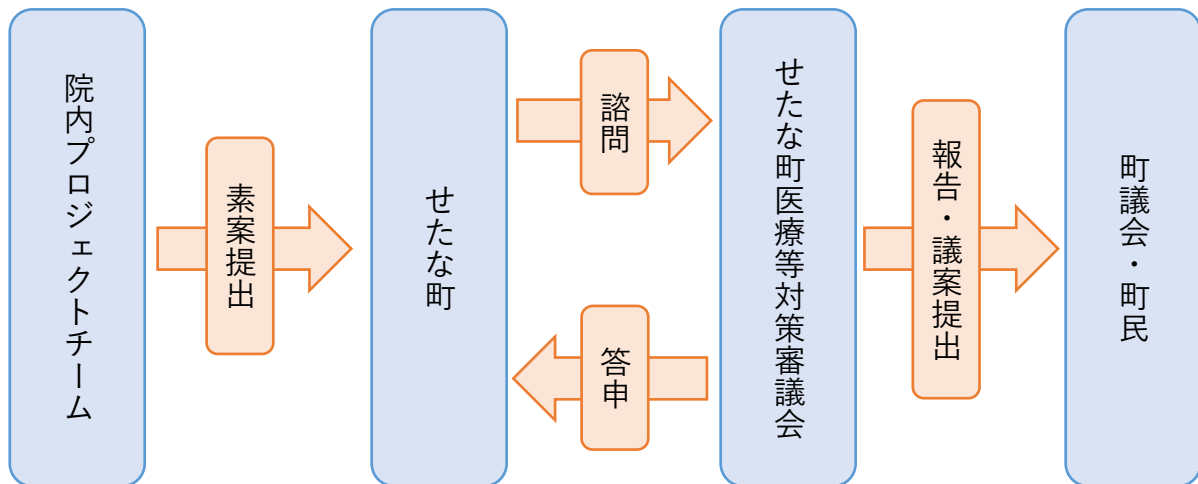 院内プロジェクトチーム
素案提出
せたな町
諮問
答申
せたな町医療等対策審議会
報告・議案提出
町議会・町民